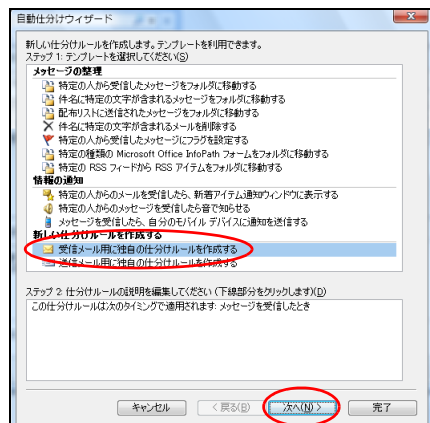 自動仕分けウィザード
新しい仕分けルールを作成します。テンプレートを利用できます。
ステップ 1: テンプレートを選択してください(S)
メッセージの整理
特定の人から受信したメッセージをフォルダに移動する
件名に特定の文字が含まれるメッセージをフォルダに移動する
配布リストに送信されたメッセージをフォルダに移動する
件名に特定の文字が含まれるメールを削除する
特定の人から受信したメッセージにフラグを設定する
特定の種類の Microsoft Office InfoPath フォームをフォルダに移動する
特定の RSS フィードから RSS アイテムをフォルダに移動する
情報の通知
特定の人からのメールを受信したら、新着アイテム通知ウィンドウに表示する
特定の人からのメッセージを受信したら音で知らせる
メッセージを受信したら、自分のモバイル デバイスに通知を送信する
新しい仕分けルールを作成する
受信メール用に独自の仕分けルールを作成する
送信メール用に独自の仕分けルールを作成する
ステップ 2: 仕分けルールの説明を編集してください (下線部分をクリックします)(D)
この仕分けルールは次のタイミングで適用されます: メッセージを受信したとき
キャンセル
< 戻る(B)
次へ(N) >
完了